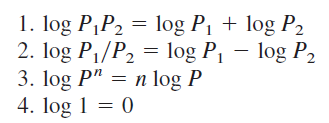 1. log P₁P₂ = log P₁ + log P₂
2. log P₁/P₂ = log P₁ − log P₂
3. log Pⁿ = n log P
4. log 1 = 0